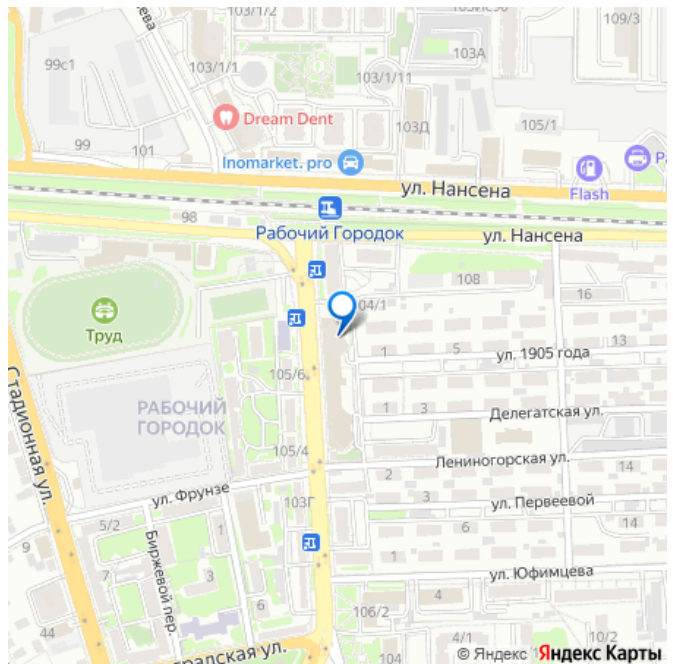 103/1/2
109/3
103А
99с1
103/1/1
103/1/11
Dream Dent
103Д
105/1
99
101
Inomarket. pro
ул. Нансена
Flash
98
Рабочий Городок
ул. Нансена
108
16
04/1
Труд
13
1
5
ул. 1905 года
105/6
Стадионная ул.
РАБОЧИЙ
ГОРОДОК
1
3
Делегатская ул.
105/4
Лениногорская ул.
14
2
ул. Фрунзе
103Г
3
ул. Первеевой
5/2
1
6
14
9
Биржевой пер.
3
1
ул. Юфимцева
4
6
106/2
44
4/1
10/2
градская ул.
© Яндекс
Яндекс Карты